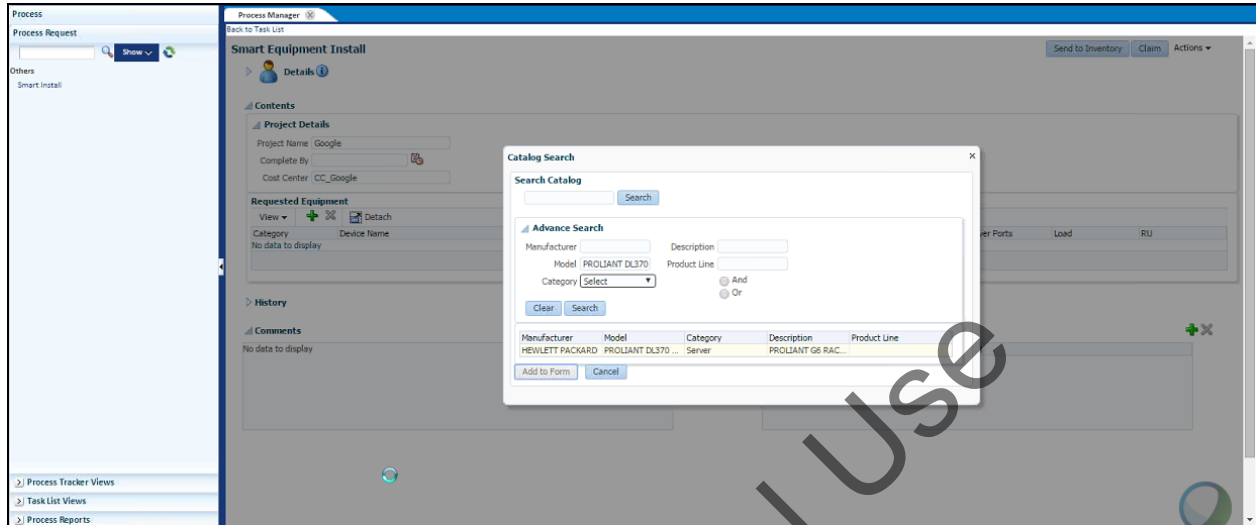 Process
Process Manager
Process Request
Back to Task List
Show
Smart Equipment Install
Send to Inventory Claim Actions
Others
Smart Install
Details
Contents
Project Details
Project Name Google
Complete By
Cost Center CC_Google
Requested Equipment
View Detach
Category Device Name
ver Ports Load RU
No data to display
History
Comments
No data to display
Catalog Search
Search Catalog
Search
Advance Search
Manufacturer Description
Model PROLIANT DL370 Product Line
Category Select And
Or
Clear Search
Manufacturer Model Category Description Product Line
HEWLETT PACKARD PROLIANT DL370 ... Server PROLIANT G6 RAC...
Add to Form Cancel
Process Tracker Views
Task List Views
Process Reports
l Use